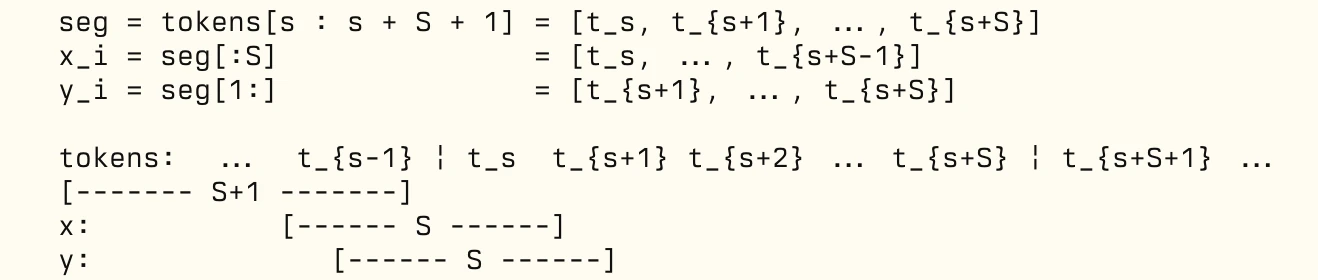 seg = tokens[s : s + S + 1] = [t_s, t_{s+1}, ... , t_{s+S}]
x_i = seg[:S]               = [t_s, ... , t_{s+S-1}]
y_i = seg[1:]               = [t_{s+1}, ... , t_{s+S}]
tokens:  ...  t_{s-1} ¦ t_s  t_{s+1} t_{s+2} ... t_{s+S} ¦ t_{s+S+1} ...
[------- S+1 -------]
x:           [------ S ------]
y:              [------ S ------]